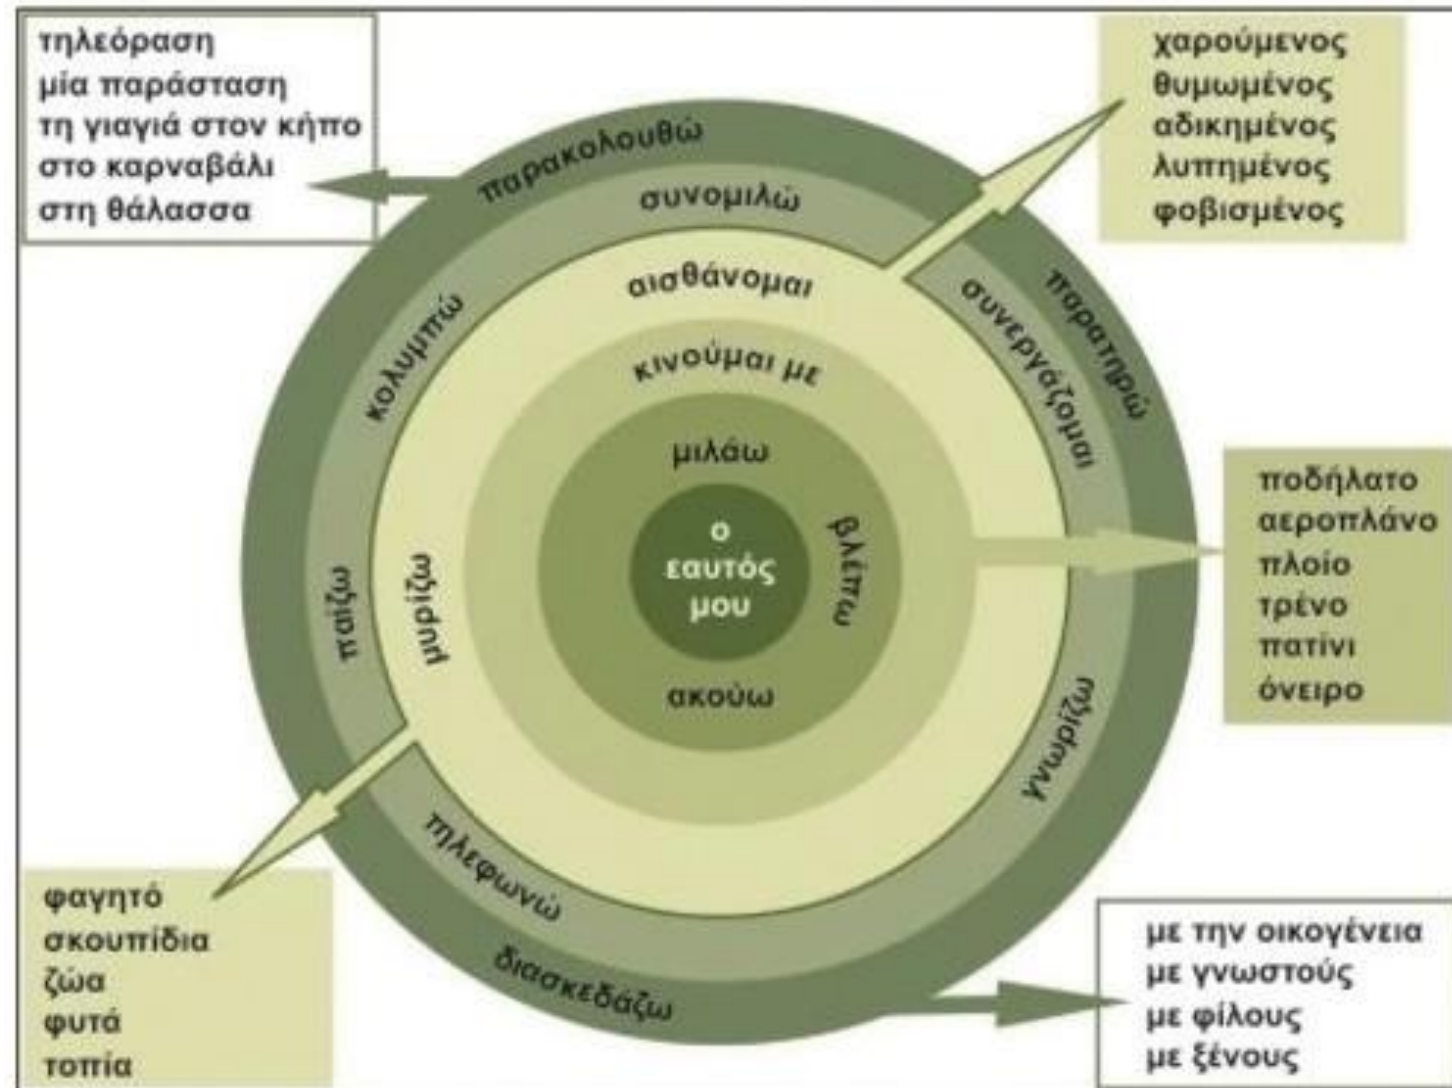 τηλεόραση
μία παράσταση
τη γιαγιά στον κήπο
στο καρναβάλι
στη θάλασσα
χαρούμενος
θυμωμένος
αδικημένος
λυπημένος
φοβισμένος
παρακολουθώ
παρατηρώ
διασκεδάζω
συνομιλώ
συνεργάζομαι
κολυμπώ
παίζω
γνωρίζω
τηλεφωνώ
αισθάνομαι
μυρίζω
κινούμαι με
μιλάω
βλέπω
ακούω
ο
εαυτός
μου
ποδήλατο
αεροπλάνο
πλοίο
τρένο
πατίνι
όνειρο
φαγητό
σκουπίδια
ζώα
φυτά
τοπία
με την οικογένεια
με γνωστούς
με φίλους
με ξένους